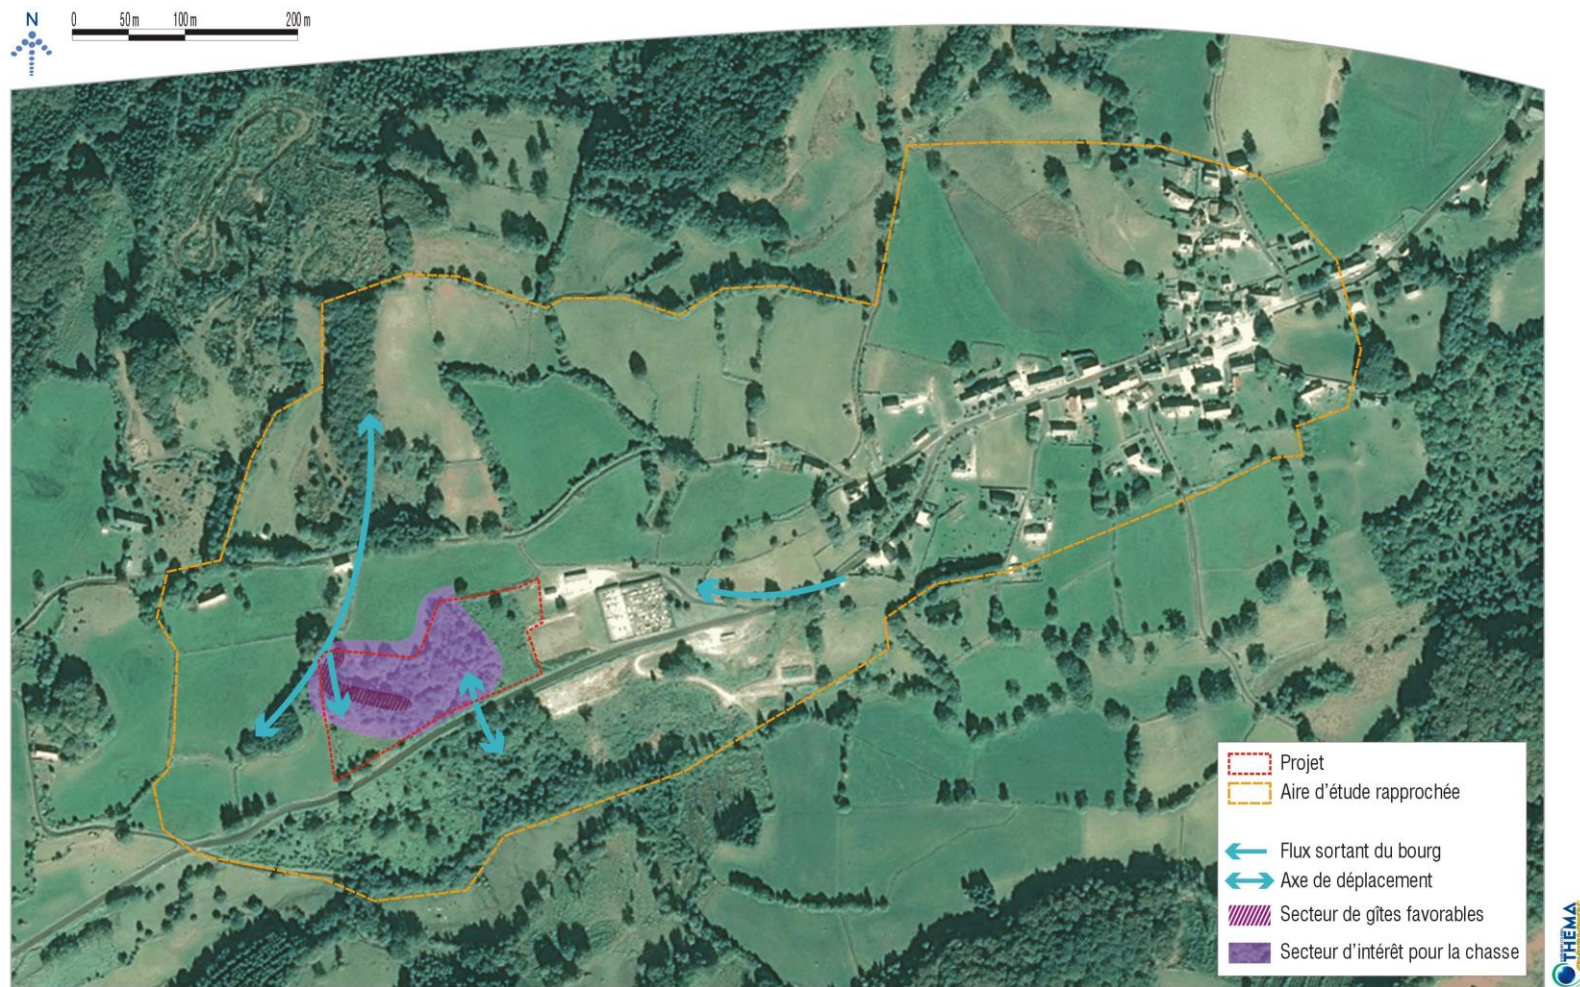 N
0 50 m 100 m 200 m
Projet
Aire d'étude rapprochée
Flux sortant du bourg
Axe de déplacement
Secteur de gîtes favorables
Secteur d'intérêt pour la chasse
THEMA